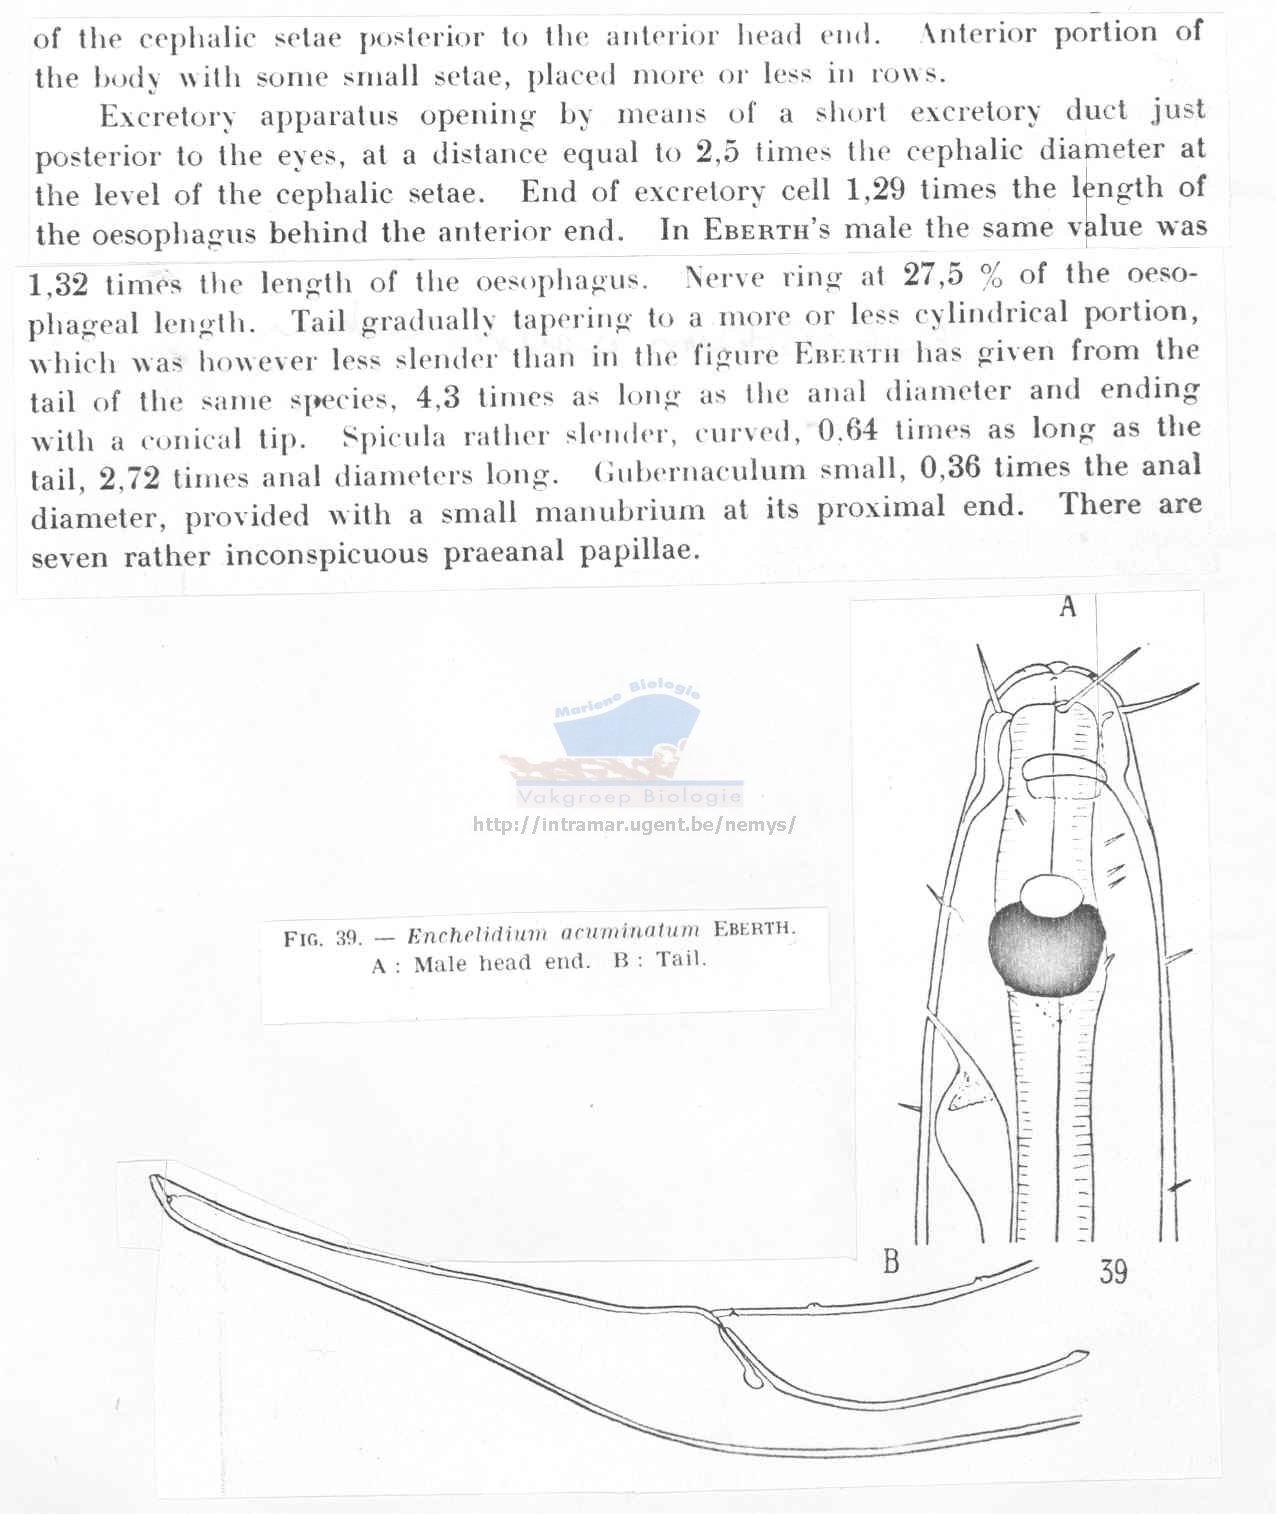 of the cephalic setae posterior to the anterior head end. Anterior portion of
the body with some small setae, placed more or less in rows.
Excretory apparatus opening by means of a short excretory duct just
posterior to the eyes, at a distance equal to 2,5 times the cephalic diameter at
the level of the cephalic setae. End of excretory cell 1,29 times the length of
the oesophagus behind the anterior end. In EBERTH's male the same value was
1,32 times the length of the oesophagus. Nerve ring at 27,5 % of the oeso-
phageal length. Tail gradually tapering to a more or less cylindrical portion,
which was however less slender than in the figure EBERTH has given from the
tail of the same species, 4,3 times as long as the anal diameter and ending
with a conical tip. Spicula rather slender, curved, 0,64 times as long as the
tail, 2,72 times anal diameters long. Gubernaculum small, 0,36 times the anal
diameter, provided with a small manubrium at its proximal end. There are
seven rather inconspicuous praeanal papillae.
A
Mariene Biologie
Vakgroep Biologie
http://intramar.ugent.be/nemys/
FIG. 39. — Enchelidium acuminatum EBERTH.
A : Male head end. B : Tail.
B
39